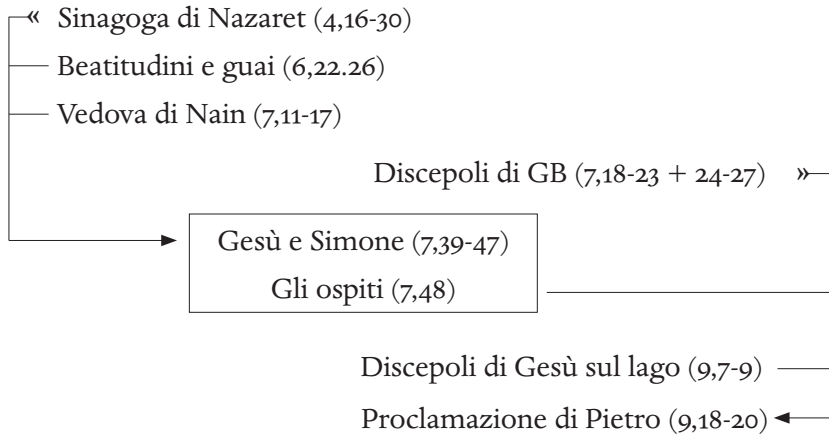 « Sinagoga di Nazaret (4,16-30)
Beatitudini e guai (6,22.26)
Vedova di Nain (7,11-17)
Discepoli di GB (7,18-23 + 24-27) »
Gesù e Simone (7,39-47)
Gli ospiti (7,48)
Discepoli di Gesù sul lago (9,7-9)
Proclamazione di Pietro (9,18-20)